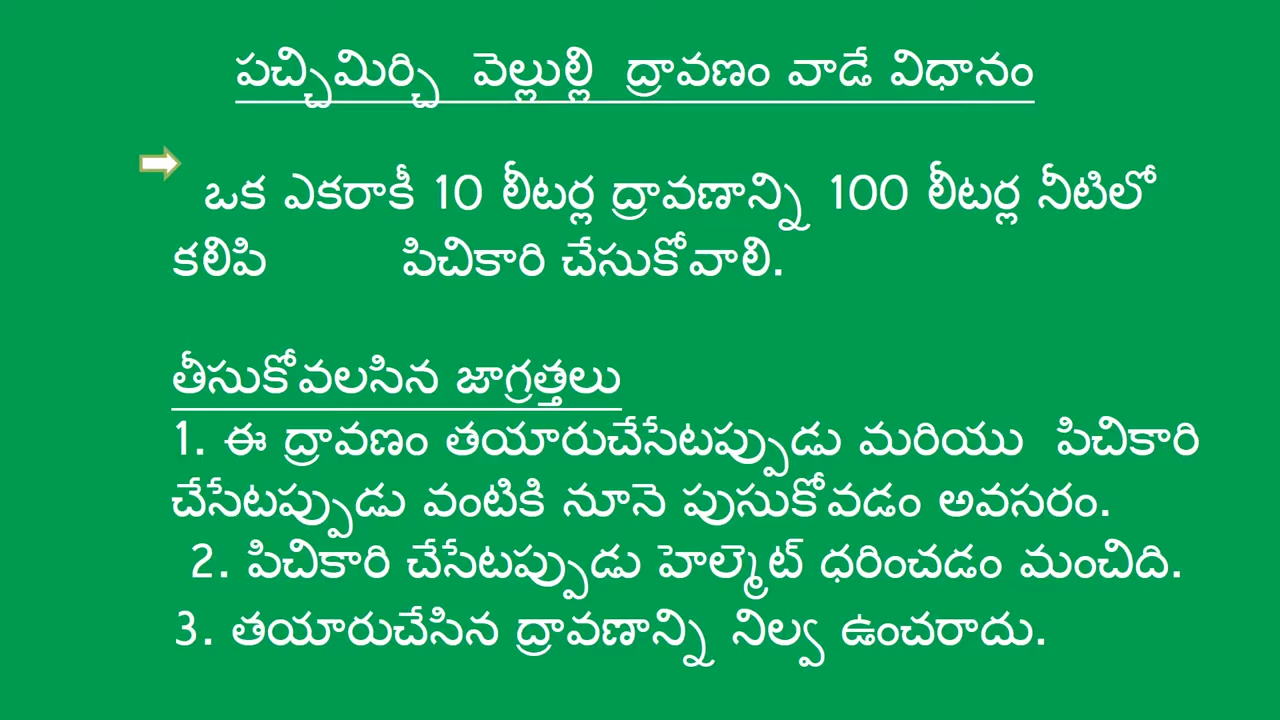 పచ్చిమిర్చి వెల్లుల్లి ద్రావణం వాడే విధానం
ఒక ఎకరాకీ 10 లీటర్ల ద్రావణాన్ని 100 లీటర్ల నీటిలో
కలిపి పిచికారి చేసుకోవాలి.
తీసుకోవలసిన జాగ్రత్తలు
1. ఈ ద్రావణం తయారుచేసేటప్పుడు మరియు పిచికారి
చేసేటప్పుడు వంటికి నూనె పుసుకోవడం అవసరం.
2. పిచికారి చేసేటప్పుడు హెల్మెట్ ధరించడం మంచిది.
3. తయారుచేసిన ద్రావణాన్ని నిల్వ ఉంచరాదు.